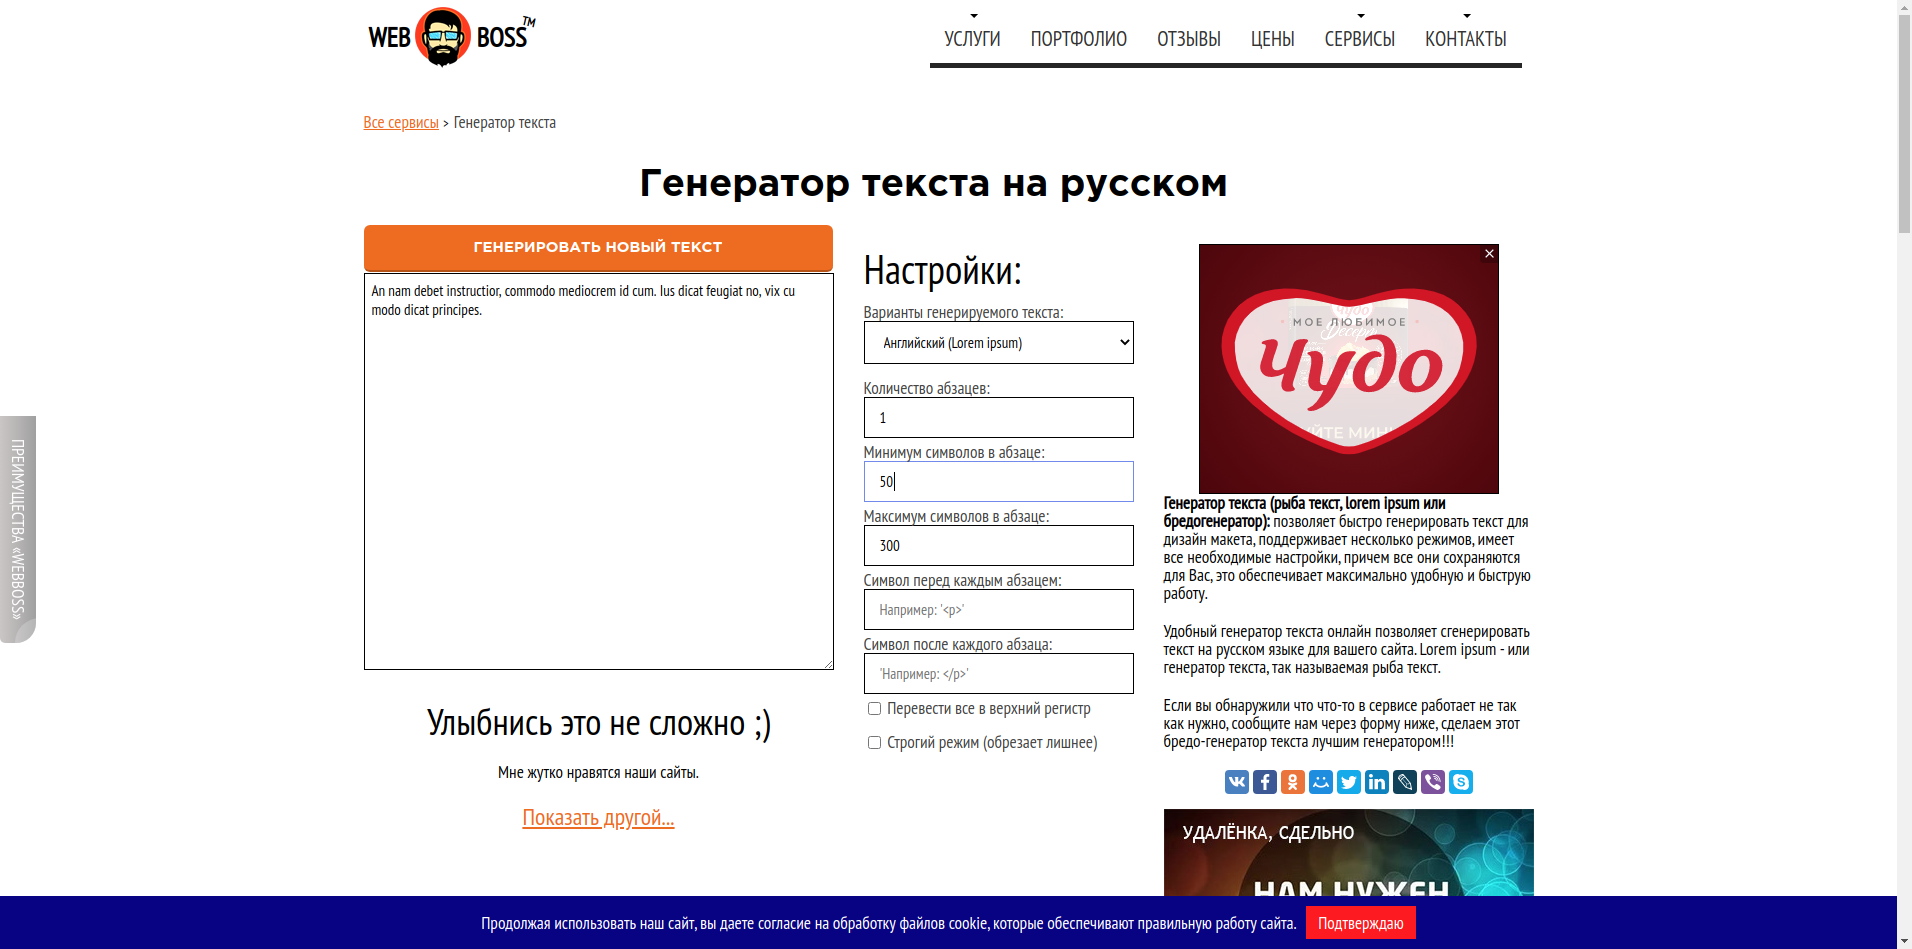 WEB BOSS™
УСЛУГИ ПОРТФОЛИО ОТЗЫВЫ ЦЕНЫ СЕРВИСЫ КОНТАКТЫ
Все сервисы > Генератор текста
Генератор текста на русском
ГЕНЕРИРОВАТЬ НОВЫЙ ТЕКСТ
An nam debet instructior, commodo mediocrem id cum. Ius dicat feugiat no, vix cu
modo dicat principes.
Улыбнись это не сложно ;)
Мне жутко нравятся наши сайты.
Показать другой...
Настройки:
Варианты генерируемого текста:
Английский (Lorem ipsum)
Количество абзацев:
1
Минимум символов в абзаце:
50
Максимум символов в абзаце:
300
Символ перед каждым абзацем:
Например: '<p>'
Символ после каждого абзаца:
'Например: </p>'
Перевести все в верхний регистр
Строгий режим (обрезает лишнее)
МОЕ ЛЮБИМОЕ
Чудо
Генератор текста (рыба текст, lorem ipsum или
бредогенератор): позволяет быстро генерировать текст для
дизайн макета, поддерживает несколько режимов, имеет
все необходимые настройки, причем все они сохраняются
для Вас, это обеспечивает максимально удобную и быструю
работу.
Удобный генератор текста онлайн позволяет сгенерировать
текст на русском языке для вашего сайта. Lorem ipsum - или
генератор текста, так называемая рыба текст.
Если вы обнаружили что что-то в сервисе работает не так
как нужно, сообщите нам через форму ниже, сделаем этот
бредо-генератор текста лучшим генератором!!!
УДАЛЁНКА, СДЕЛЬНО
НАМ НУЖЕН
ПРЕИМУЩЕСТВА «WEBBOSS»
Продолжая использовать наш сайт, вы даете согласие на обработку файлов cookie, которые обеспечивают правильную работу сайта. Подтверждаю